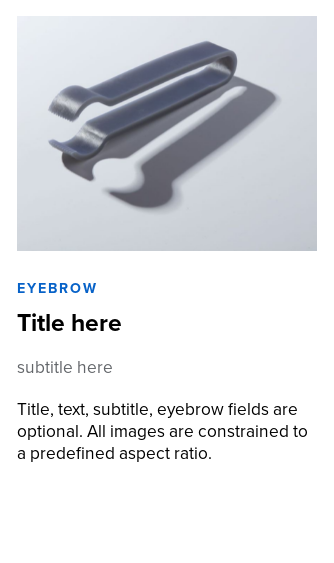 EYEBROW
Title here
subtitle here
Title, text, subtitle, eyebrow fields are
optional. All images are constrained to
a predefined aspect ratio.